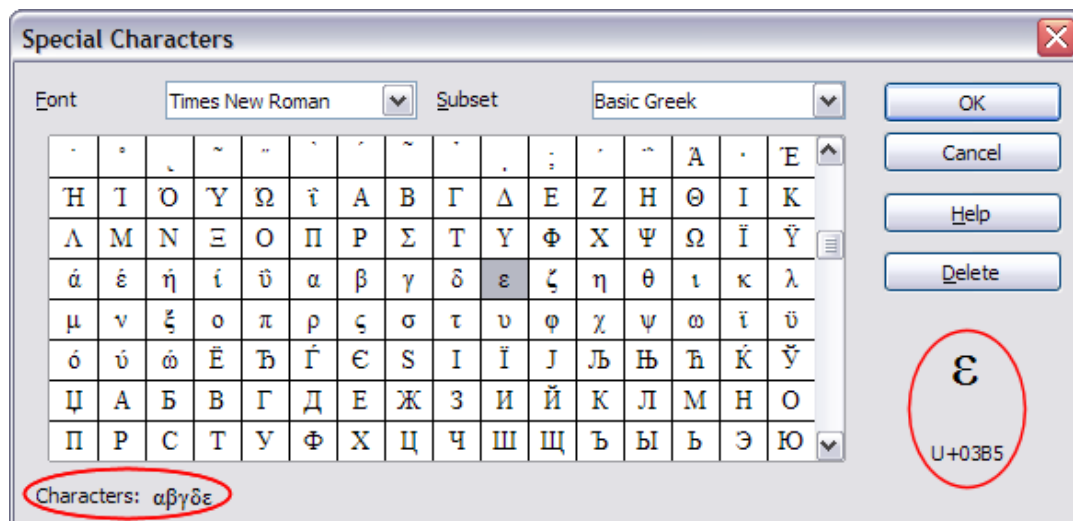 Special Characters
Font Times New Roman Subset Basic Greek OK
Cancel
Help
Delete
΄ Ά · Έ
Ή Ί Ό Ύ Ώ ΐ Α Β Γ Δ Ε Ζ Η Θ Ι Κ
Λ Μ Ν Ξ Ο Π Ρ Σ Τ Υ Φ Χ Ψ Ω Ϊ Ϋ
ά έ ή ί ΰ α β γ δ ε ζ η θ ι κ λ
μ ν ξ ο π ρ ς σ τ υ φ χ ψ ω ϊ ϋ
ό ύ ώ Ё Ђ Ѓ Є Ѕ І Ї Ј Љ Њ Ћ Ќ Ў
Џ А Б В Г Д Е Ж З И Й К Л М Н О
П Р С Т У Ф Х Ц Ч Ш Щ Ъ Ы Ь Э Ю
ε
U+03B5
Characters: αβγδε